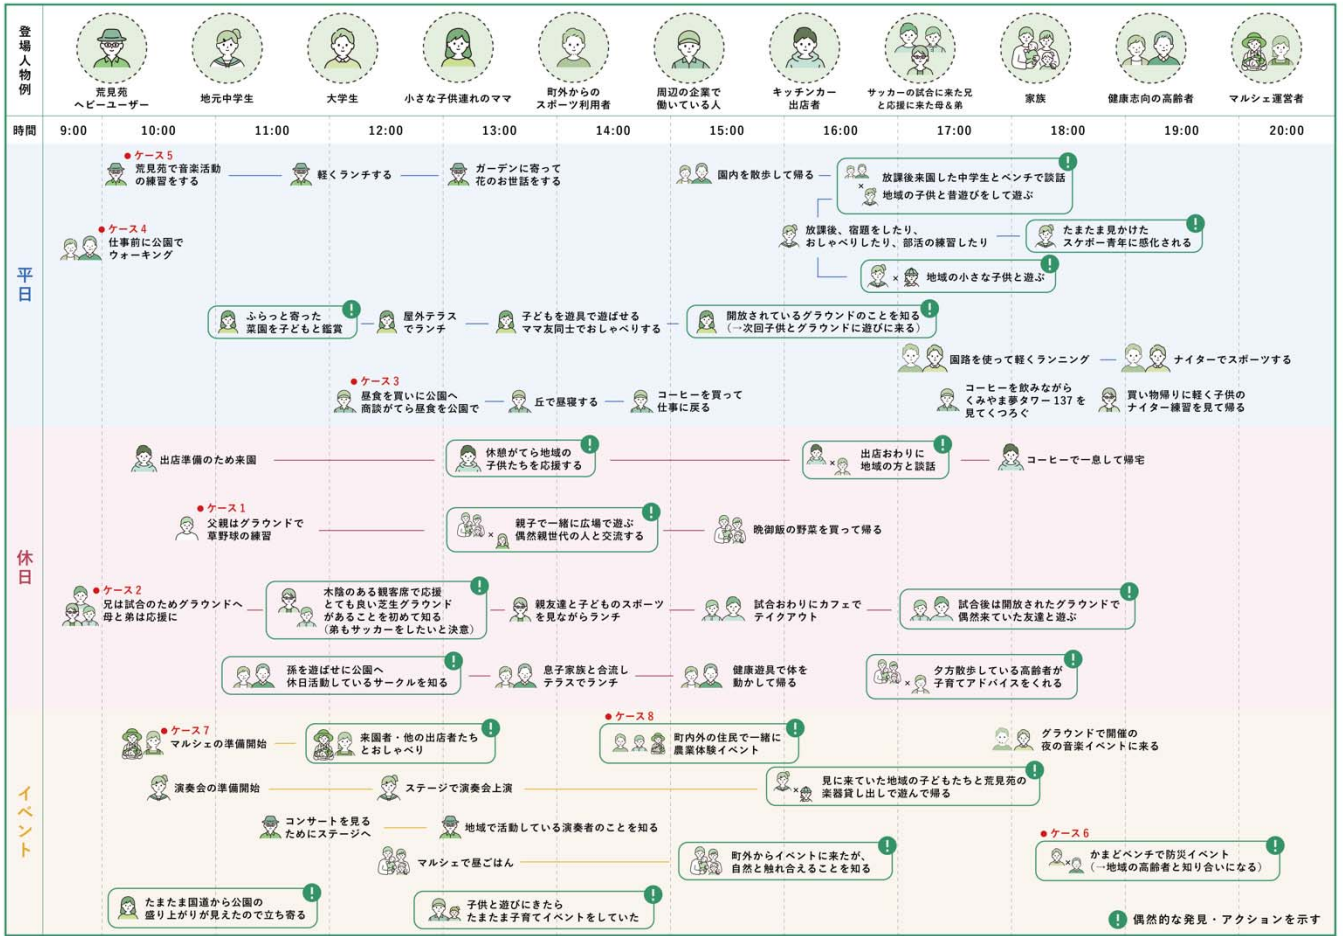 登場人物例
荒見苑
ヘビーユーザー
地元中学生
大学生
小さな子供連れのママ
町外からの
スポーツ利用者
周辺の企業で
働いている人
キッチンカー
出店者
サッカーの試合に来た兄
と応援に来た母&弟
家族
健康志向の高齢者
マルシェ運営者
時間
9:00
10:00
11:00
12:00
13:00
14:00
15:00
16:00
17:00
18:00
19:00
20:00
平日
ケース5
荒見苑で音楽活動
の練習をする
軽くランチする
ガーデンに寄って
花のお世話をする
園内を散歩して帰る
放課後来園した中学生とベンチで談話
×
地域の子供と昔遊びをして遊ぶ
ケース4
仕事前に公園で
ウォーキング
放課後、宿題をしたり、
おしゃべりしたり、部活の練習したり
たまたま見かけた
スケボー青年に感化される
×
地域の小さな子供と遊ぶ
ふらっと寄った
菜園を子どもと鑑賞
屋外テラス
でランチ
子どもを遊具で遊ばせる
ママ友同士でおしゃべりする
開放されているグラウンドのことを知る
(→次回子供とグラウンドに遊びに来る)
園路を使って軽くランニング
ナイターでスポーツする
ケース3
昼食を買いに公園へ
商談がてら昼食を公園で
丘で昼寝する
コーヒーを買って
仕事に戻る
コーヒーを飲みながら
くみやま夢タワー137を
見てくつろぐ
買い物帰りに軽く子供の
ナイター練習を見て帰る
休日
出店準備のため来園
休憩がてら地域の
子供たちを応援する
×
出店おわりに
地域の方と談話
コーヒーで一息して帰宅
ケース1
父親はグラウンドで
草野球の練習
×
親子で一緒に広場で遊ぶ
偶然親世代の人と交流する
晩御飯の野菜を買って帰る
ケース2
兄は試合のためグラウンドへ
母と弟は応援に
木陰のある観客席で応援
とても良い芝生グラウンド
があることを初めて知る
(弟もサッカーをしたいと決意)
親友達と子どものスポーツ
を見ながらランチ
試合おわりにカフェで
テイクアウト
試合後は開放されたグラウンドで
偶然来ていた友達と遊ぶ
孫を遊ばせに公園へ
休日活動しているサークルを知る
息子家族と合流し
テラスでランチ
健康遊具で体を
動かして帰る
×
夕方散歩している高齢者が
子育てアドバイスをくれる
イベント
ケース7
マルシェの準備開始
来園者・他の出店者たち
とおしゃべり
ケース8
町内外の住民で一緒に
農業体験イベント
グラウンドで開催の
夜の音楽イベントに来る
演奏会の準備開始
ステージで演奏会上演
×
見に来ていた地域の子どもたちと荒見苑の
楽器貸し出しで遊んで帰る
コンサートを見る
ためにステージへ
地域で活動している演奏者のことを知る
マルシェで昼ごはん
町外からイベントに来たが、
自然と触れ合えることを知る
ケース6
×
かまどベンチで防災イベント
(→地域の高齢者と知り合いになる)
たまたま国道から公園の
盛り上がりが見えたので立ち寄る
子供と遊びにきたら
たまたま子育てイベントをしていた
! 偶然的な発見・アクションを示す